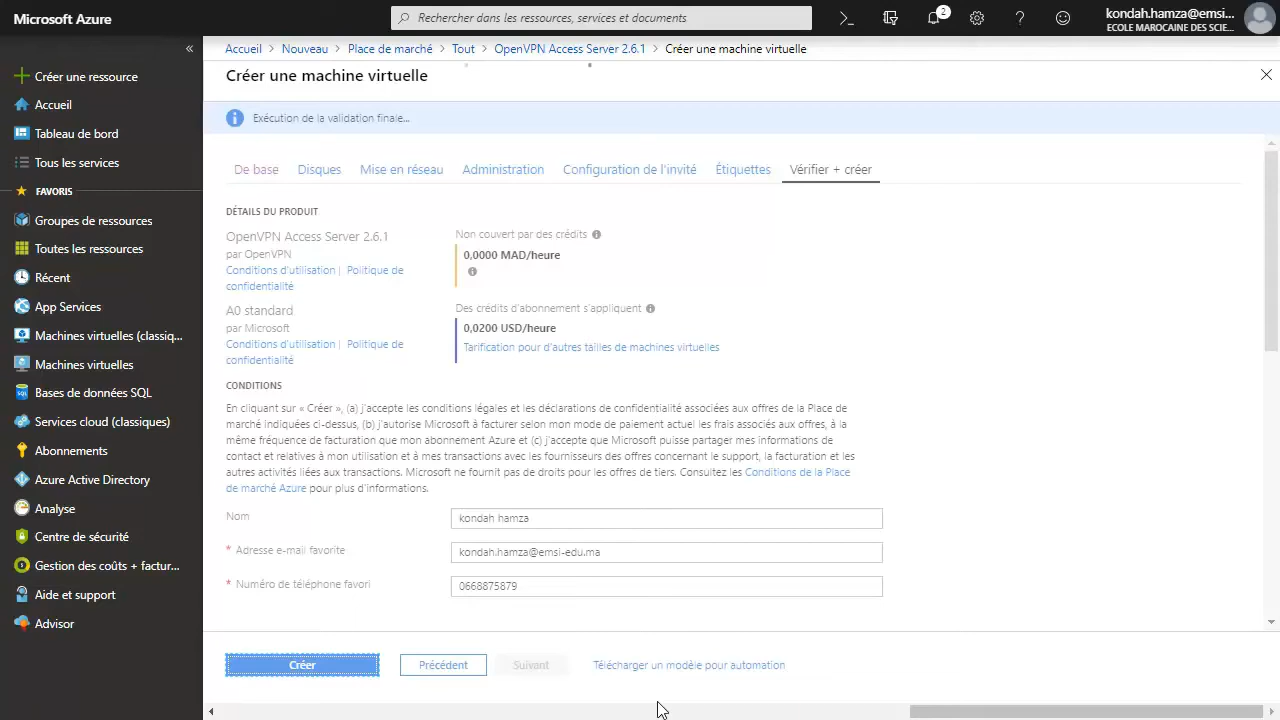 Microsoft Azure
Rechercher dans les ressources, services et documents
2
kondah.hamza@emsi...
ECOLE MAROCAINE DES SCIE...
Accueil > Nouveau > Place de marché > Tout > OpenVPN Access Server 2.6.1 > Créer une machine virtuelle
Créer une machine virtuelle
Exécution de la validation finale...
Créer une ressource
Accueil
Tableau de bord
Tous les services
FAVORIS
Groupes de ressources
Toutes les ressources
Récent
App Services
Machines virtuelles (classiq...
Machines virtuelles
Bases de données SQL
Services cloud (classiques)
Abonnements
Azure Active Directory
Analyse
Centre de sécurité
Gestion des coûts + factur...
Aide et support
Advisor
De base Disques Mise en réseau Administration Configuration de l'invité Étiquettes Vérifier + créer
DÉTAILS DU PRODUIT
OpenVPN Access Server 2.6.1
par OpenVPN
Conditions d'utilisation | Politique de
confidentialité
Non couvert par des crédits
0,0000 MAD/heure
A0 standard
par Microsoft
Conditions d'utilisation | Politique de
confidentialité
Des crédits d'abonnement s'appliquent
0,0200 USD/heure
Tarification pour d'autres tailles de machines virtuelles
CONDITIONS
En cliquant sur « Créer », (a) j'accepte les conditions légales et les déclarations de confidentialité associées aux offres de la Place de
marché indiquées ci-dessus, (b) j'autorise Microsoft à facturer selon mon mode de paiement actuel les frais associés aux offres, à la
même fréquence de facturation que mon abonnement Azure et (c) j'accepte que Microsoft puisse partager mes informations de
contact et relatives à mon utilisation et à mes transactions avec les fournisseurs des offres concernant le support, la facturation et les
autres activités liées aux transactions. Microsoft ne fournit pas de droits pour les offres de tiers. Consultez les Conditions de la Place
de marché Azure pour plus d'informations.
Nom
kondah hamza
* Adresse e-mail favorite
kondah.hamza@emsi-edu.ma
* Numéro de téléphone favori
0668875879
Créer
Précédent
Suivant
Télécharger un modèle pour automation